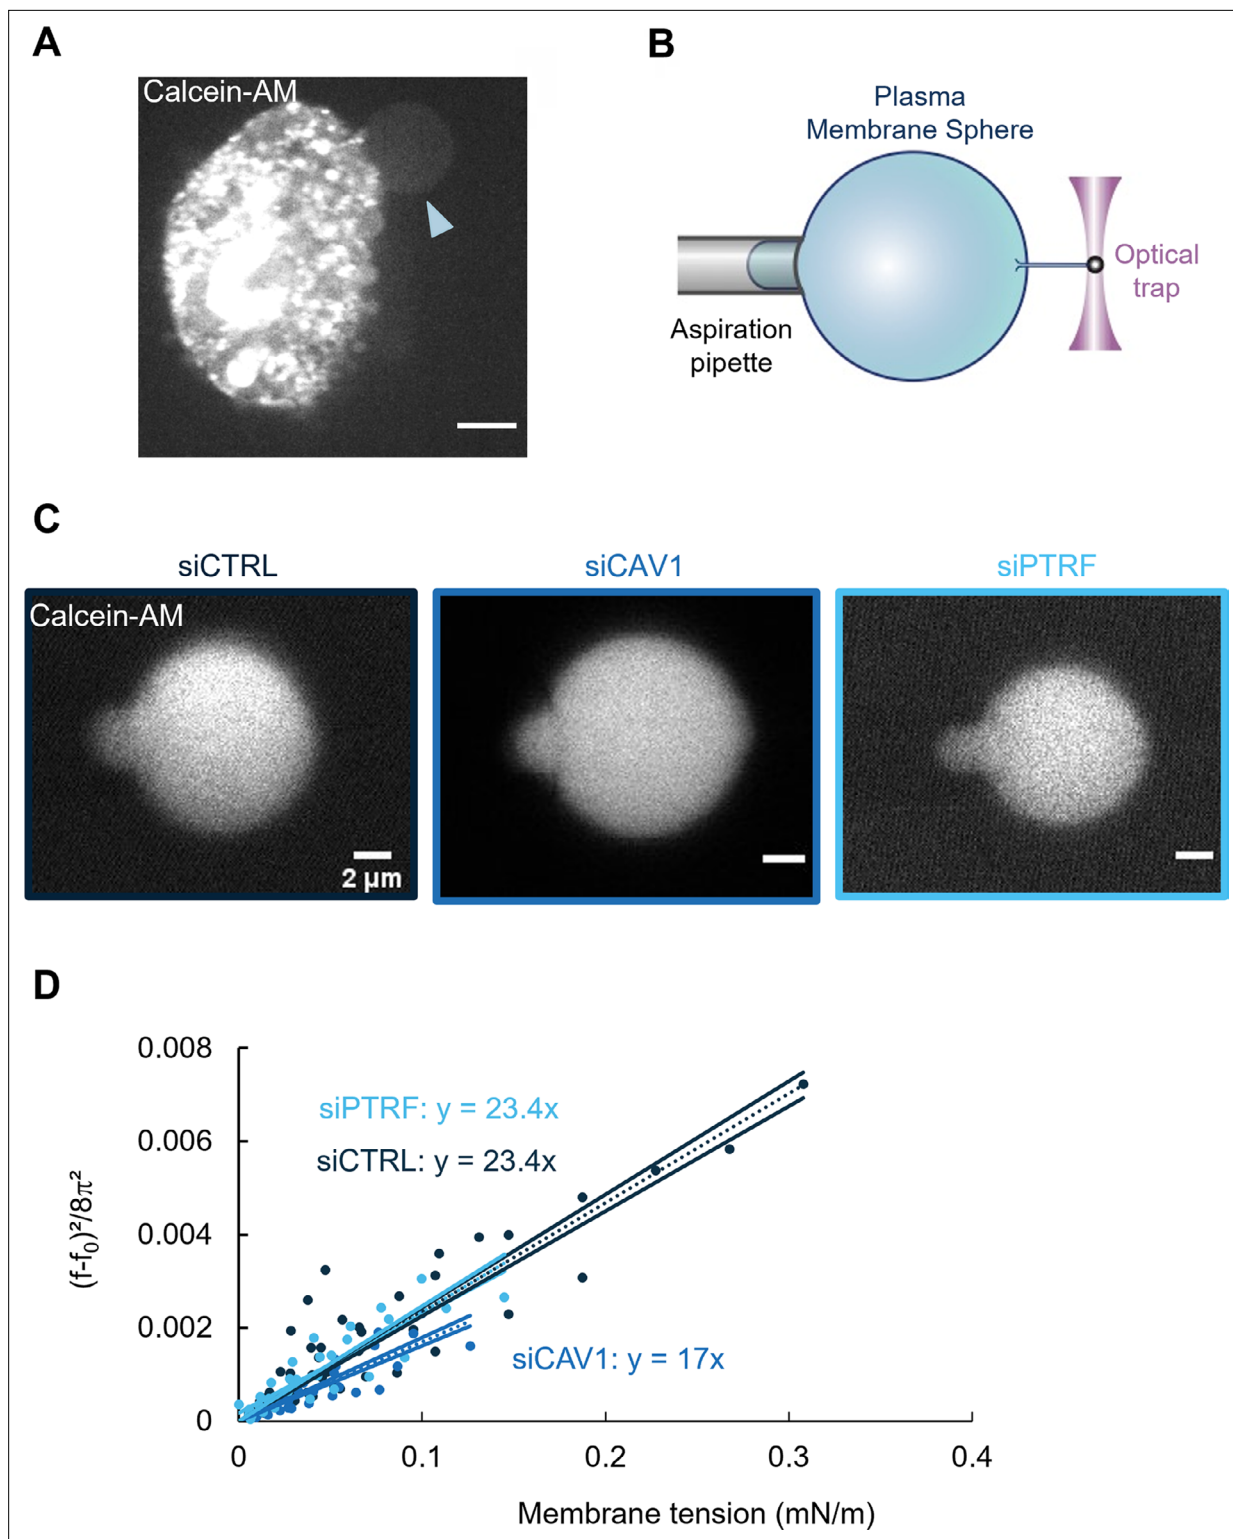 A
Calcein-AM
B
Plasma
Membrane Sphere
Optical
trap
Aspiration
pipette
C
siCTRL
siCAV1
siPTRF
Calcein-AM
2 μm
D
0.008
0.006
0.004
0.002
0
(f-f₀)²/8π²
siPTRF: y = 23.4x
siCTRL: y = 23.4x
siCAV1: y = 17x
0
0.1
0.2
0.3
0.4
Membrane tension (mN/m)